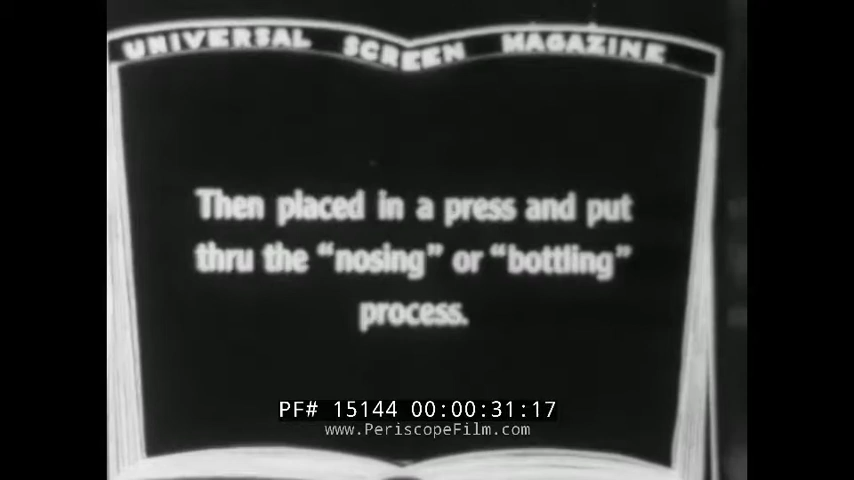 UNIVERSAL SCREEN MAGAZINE
Then placed in a press and put
thru the “nosing” or “bottling”
process.
PF# 15144 00:00:31:17
www.PeriscopeFilm.com